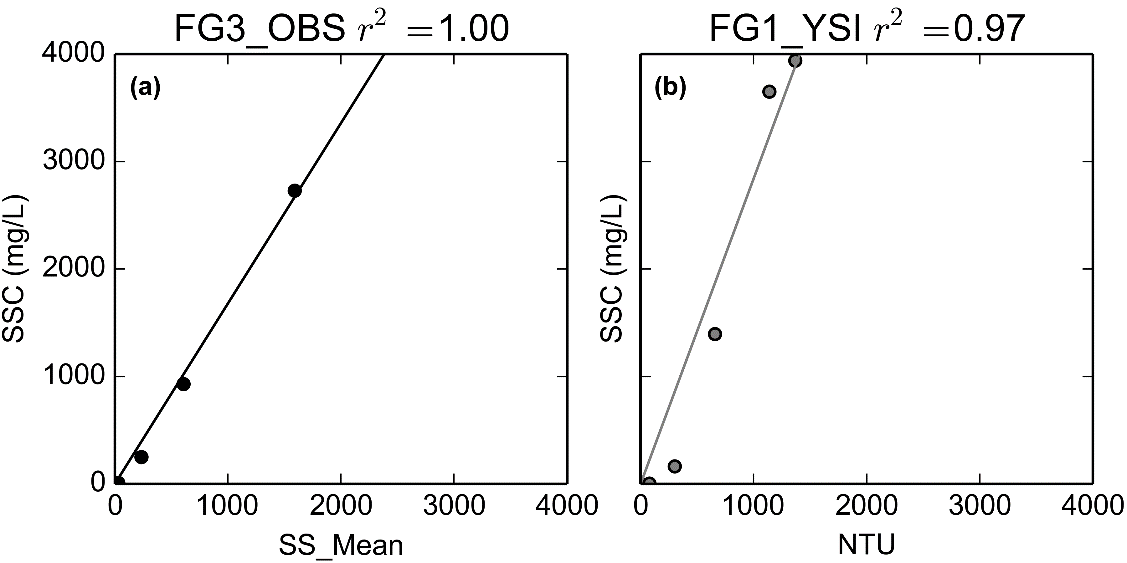 FG3_OBS r² =1.00
(a)
4000
3000
2000
1000
0
SSC (mg/L)
0 1000 2000 3000 4000
SS_Mean
FG1_YSI r² =0.97
(b)
SSC (mg/L)
0 1000 2000 3000 4000
NTU